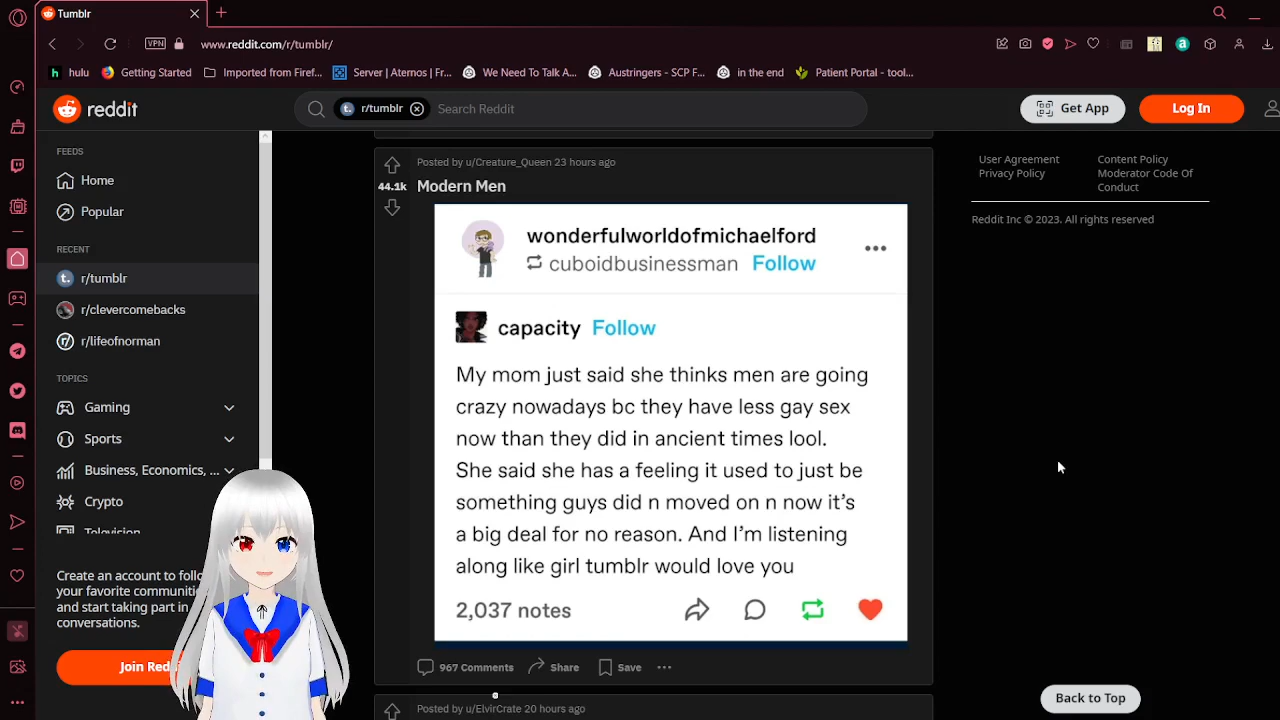 Tumblr
VPN
www.reddit.com/r/tumblr/
h hulu
Getting Started
Imported from Firef...
Server | Aternos | Fr...
We Need To Talk A...
Austringers - SCP F...
in the end
Patient Portal - tool...
reddit
r/tumblr
Search Reddit
Get App
Log In
FEEDS
Home
Popular
RECENT
r/tumblr
r/clevercomebacks
r/lifeofnorman
TOPICS
Gaming
Sports
Business, Economics, ...
Crypto
Television
Create an account to follo
your favorite communiti
and start taking part in
conversations.
Join Redd
Posted by u/Creature_Queen 23 hours ago
44.1k
Modern Men
wonderfulworldofmichaelford
cuboidbusinessman Follow
capacity Follow
My mom just said she thinks men are going
crazy nowadays bc they have less gay sex
now than they did in ancient times lool.
She said she has a feeling it used to just be
something guys did n moved on n now it's
a big deal for no reason. And I'm listening
along like girl tumblr would love you
2,037 notes
967 Comments
Share
Save
Posted by u/ElvirCrate 20 hours ago
User Agreement
Privacy Policy
Content Policy
Moderator Code Of
Conduct
Reddit Inc © 2023. All rights reserved
Back to Top